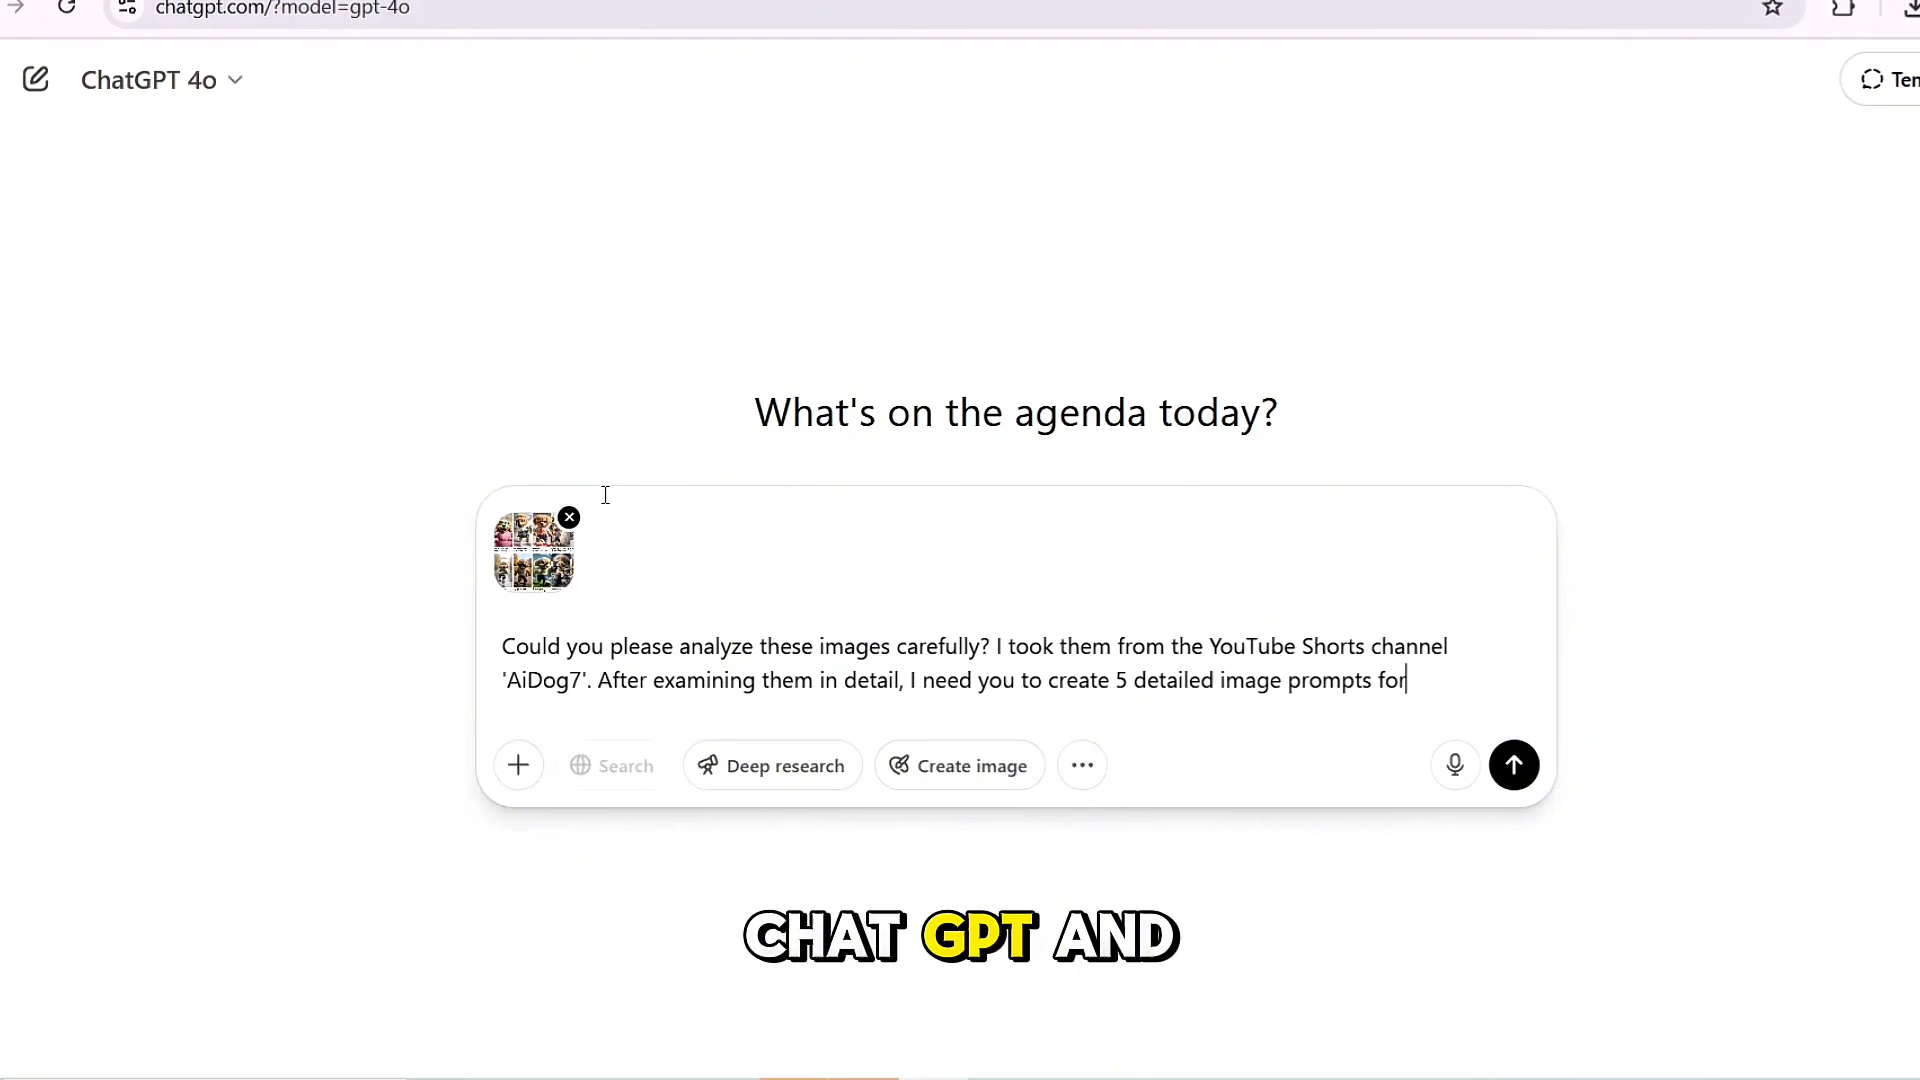 chatgpt.com/?model=gpt-4o
ChatGPT 4o
Tem
What's on the agenda today?
Could you please analyze these images carefully? I took them from the YouTube Shorts channel
'AiDog7'. After examining them in detail, I need you to create 5 detailed image prompts for
Search
Deep research
Create image
CHAT GPT AND